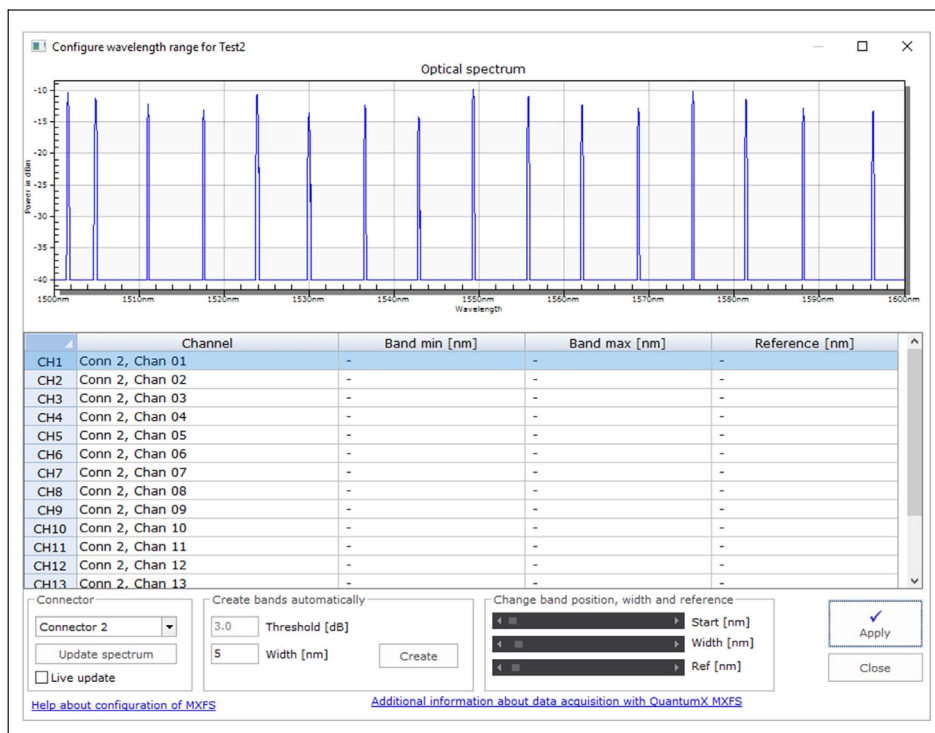 Configure wavelength range for Test2
Optical spectrum
Power in dBm
-10
-15
-20
-25
-30
-35
-40
1500nm 1510nm 1520nm 1530nm 1540nm 1550nm 1560nm 1570nm 1580nm 1590nm 1600nm
Wavelength
Channel Band min [nm] Band max [nm] Reference [nm]
CH1 Conn 2, Chan 01 - - -
CH2 Conn 2, Chan 02 - - -
CH3 Conn 2, Chan 03 - - -
CH4 Conn 2, Chan 04 - - -
CH5 Conn 2, Chan 05 - - -
CH6 Conn 2, Chan 06 - - -
CH7 Conn 2, Chan 07 - - -
CH8 Conn 2, Chan 08 - - -
CH9 Conn 2, Chan 09 - - -
CH10 Conn 2, Chan 10 - - -
CH11 Conn 2, Chan 11 - - -
CH12 Conn 2, Chan 12 - - -
CH13 Conn 2, Chan 13 - - -
Connector
Connector 2
Update spectrum
Live update
Create bands automatically
3.0 Threshold [dB]
5 Width [nm]
Create
Change band position, width and reference
Start [nm]
Width [nm]
Ref [nm]
Apply
Close
Help about configuration of MXFS
Additional information about data acquisition with QuantumX MXFS